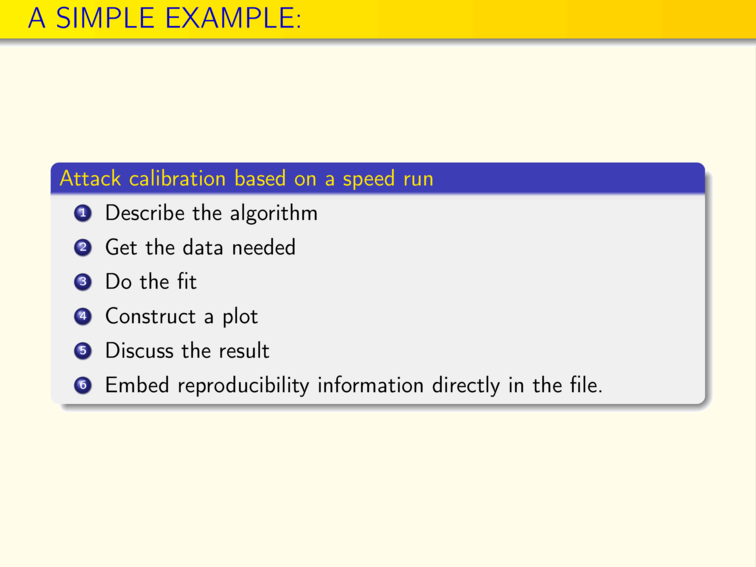 A SIMPLE EXAMPLE:
Attack calibration based on a speed run
1 Describe the algorithm
2 Get the data needed
3 Do the fit
4 Construct a plot
5 Discuss the result
6 Embed reproducibility information directly in the file.